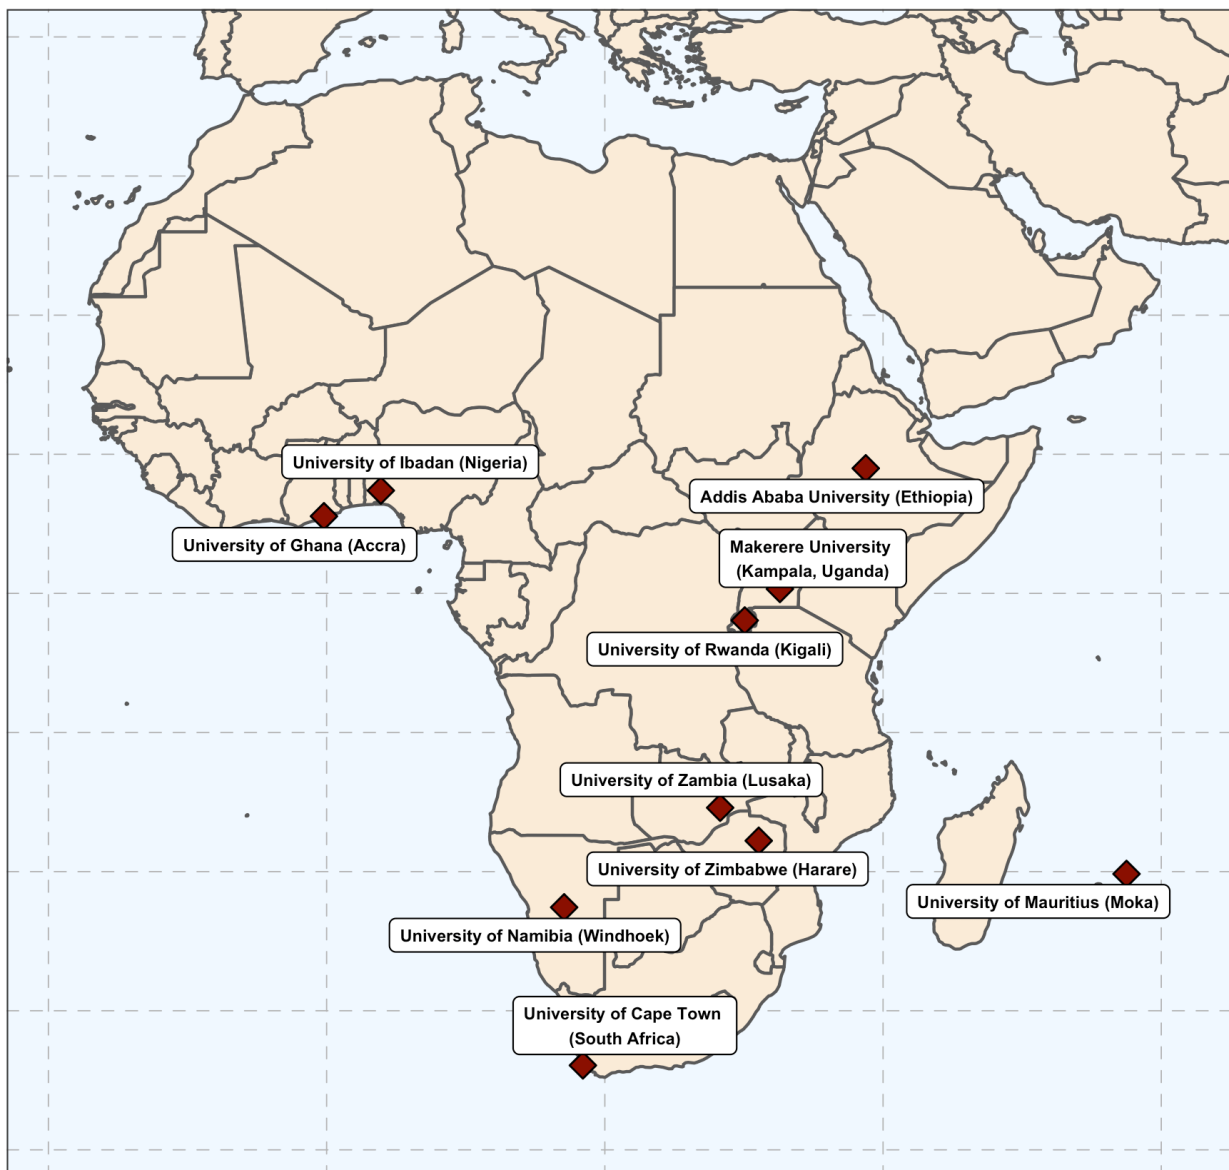 University of Ibadan (Nigeria)
Addis Ababa University (Ethiopia)
University of Ghana (Accra)
Makerere University
(Kampala, Uganda)
University of Rwanda (Kigali)
University of Zambia (Lusaka)
University of Zimbabwe (Harare)
University of Mauritius (Moka)
University of Namibia (Windhoek)
University of Cape Town
(South Africa)